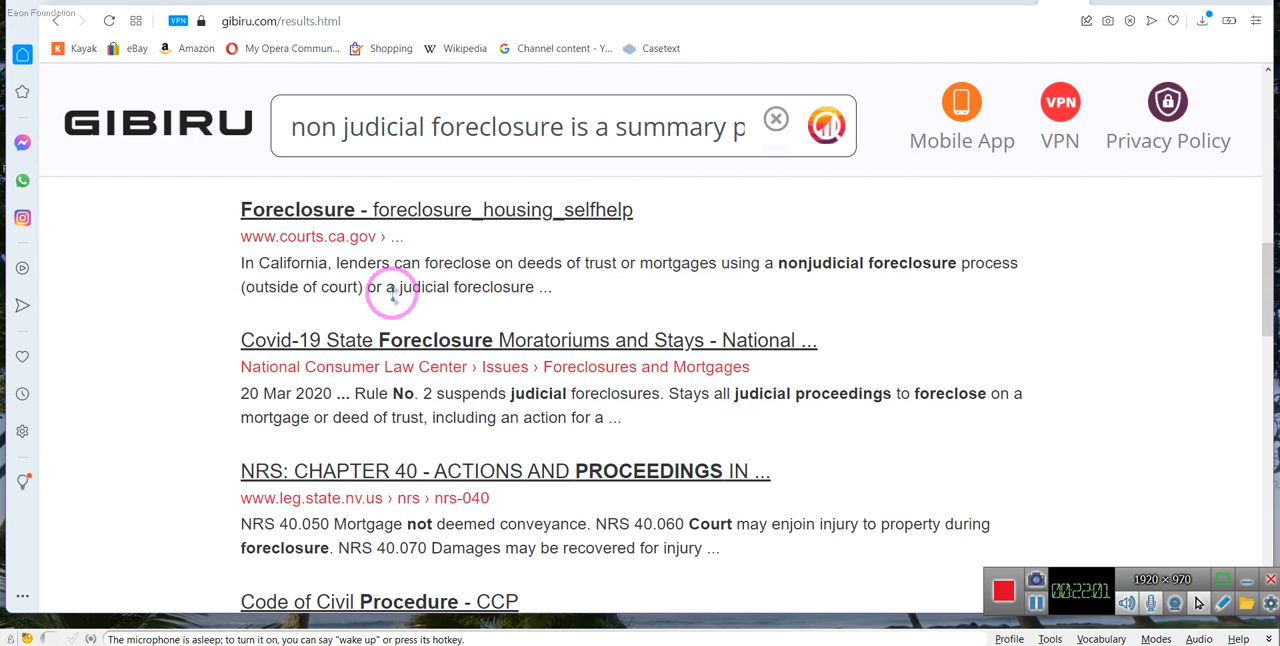 Eaon Foundation
VPN gibiru.com/results.html
Kayak eBay Amazon My Opera Commun... Shopping Wikipedia Channel content - Y... Casetext
GIBIRU non judicial foreclosure is a summary p
VPN
Mobile App VPN Privacy Policy
Foreclosure - foreclosure_housing_selfhelp
www.courts.ca.gov › ...
In California, lenders can foreclose on deeds of trust or mortgages using a nonjudicial foreclosure process
(outside of court) or a judicial foreclosure ...
Covid-19 State Foreclosure Moratoriums and Stays - National ...
National Consumer Law Center › Issues › Foreclosures and Mortgages
20 Mar 2020 ... Rule No. 2 suspends judicial foreclosures. Stays all judicial proceedings to foreclose on a
mortgage or deed of trust, including an action for a ...
NRS: CHAPTER 40 - ACTIONS AND PROCEEDINGS IN ...
www.leg.state.nv.us › nrs › nrs-040
NRS 40.050 Mortgage not deemed conveyance. NRS 40.060 Court may enjoin injury to property during
foreclosure. NRS 40.070 Damages may be recovered for injury ...
Code of Civil Procedure - CCP
00:22:01 1920 × 970
The microphone is asleep; to turn it on, you can say "wake up" or press its hotkey. Profile Tools Vocabulary Modes Audio Help